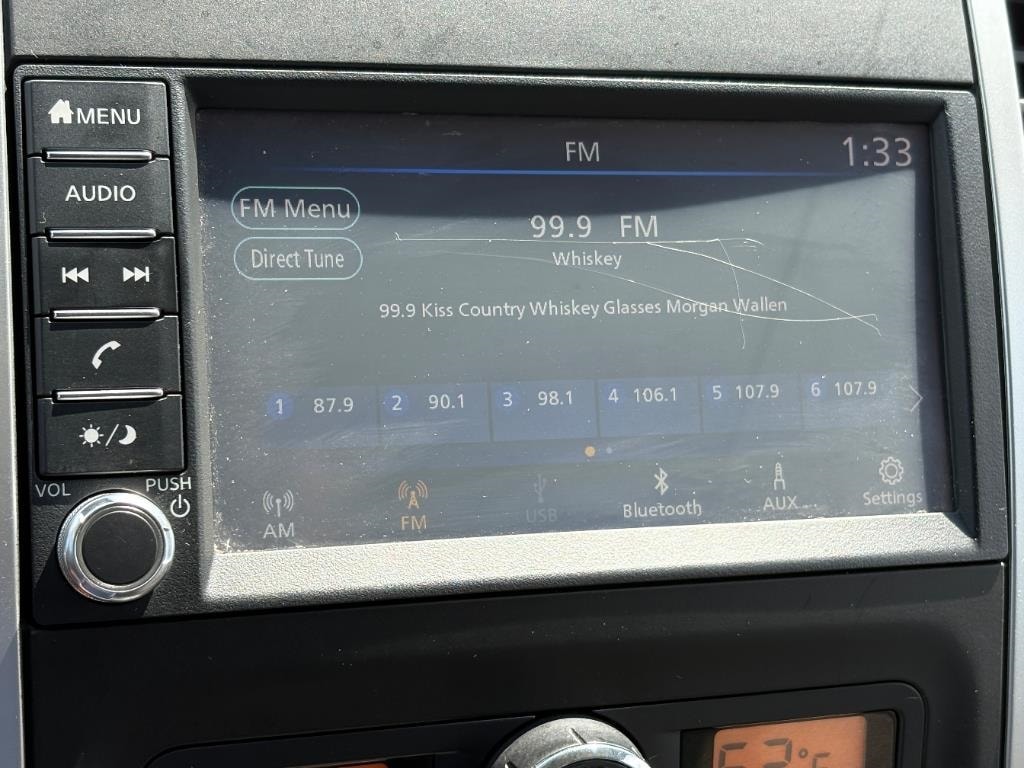 MENU
AUDIO
VOL
PUSH
FM
1:33
FM Menu
Direct Tune
99.9 FM
Whiskey
99.9 Kiss Country Whiskey Glasses Morgan Wallen
1 87.9 2 90.1 3 98.1 4 106.1 5 107.9 6 107.9
AM FM USB Bluetooth AUX Settings